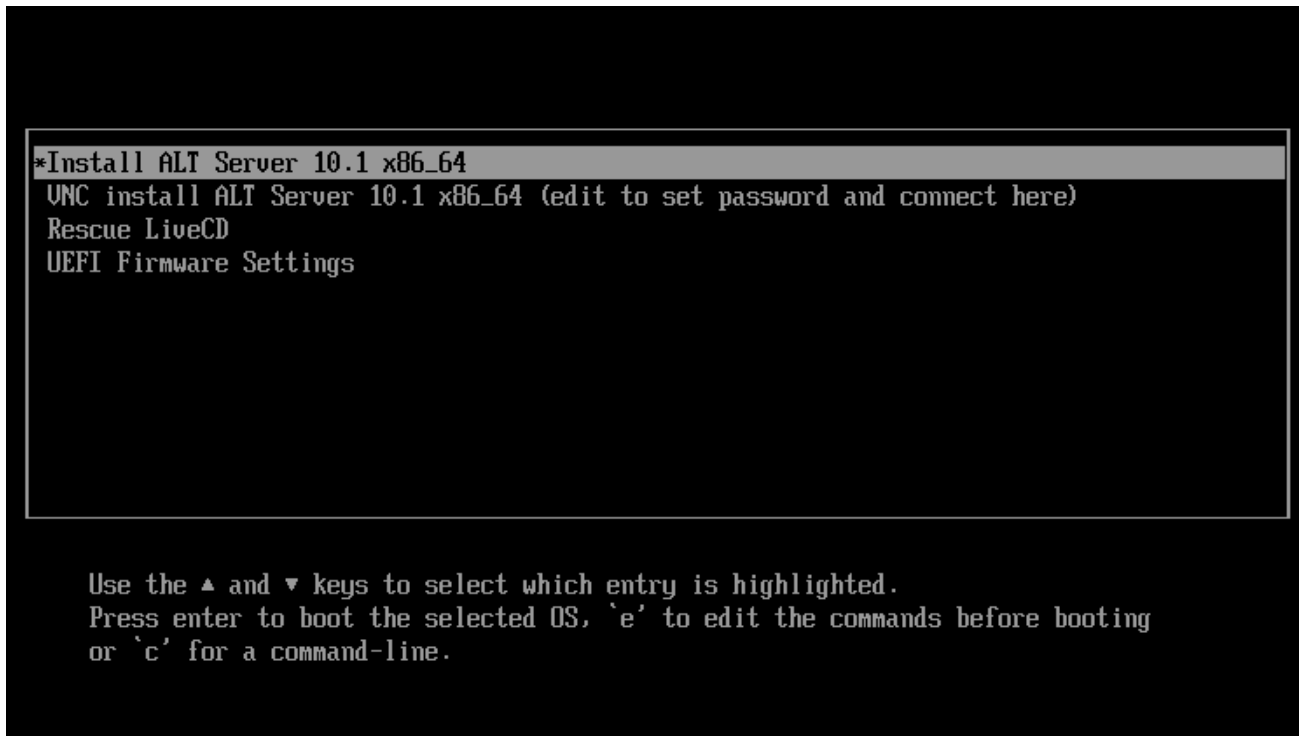 *Install ALT Server 10.1 x86_64
VNC install ALT Server 10.1 x86_64 (edit to set password and connect here)
Rescue LiveCD
UEFI Firmware Settings
Use the ▲ and ▼ keys to select which entry is highlighted.
Press enter to boot the selected OS, `e' to edit the commands before booting
or `c' for a command-line.